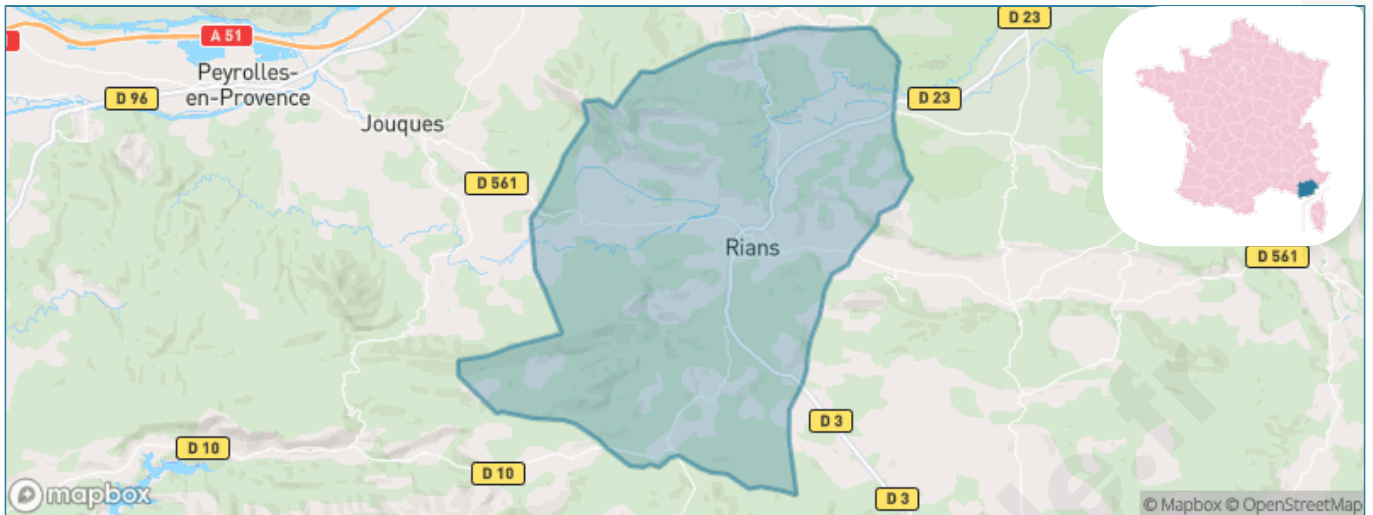 D 23
A 51
Peyrolles-
en-Provence
D 96
D 23
Jouques
D 561
Rians
D 561
D 3
D 10
D 10
D 3
mapbox
© Mapbox © OpenStreetMap